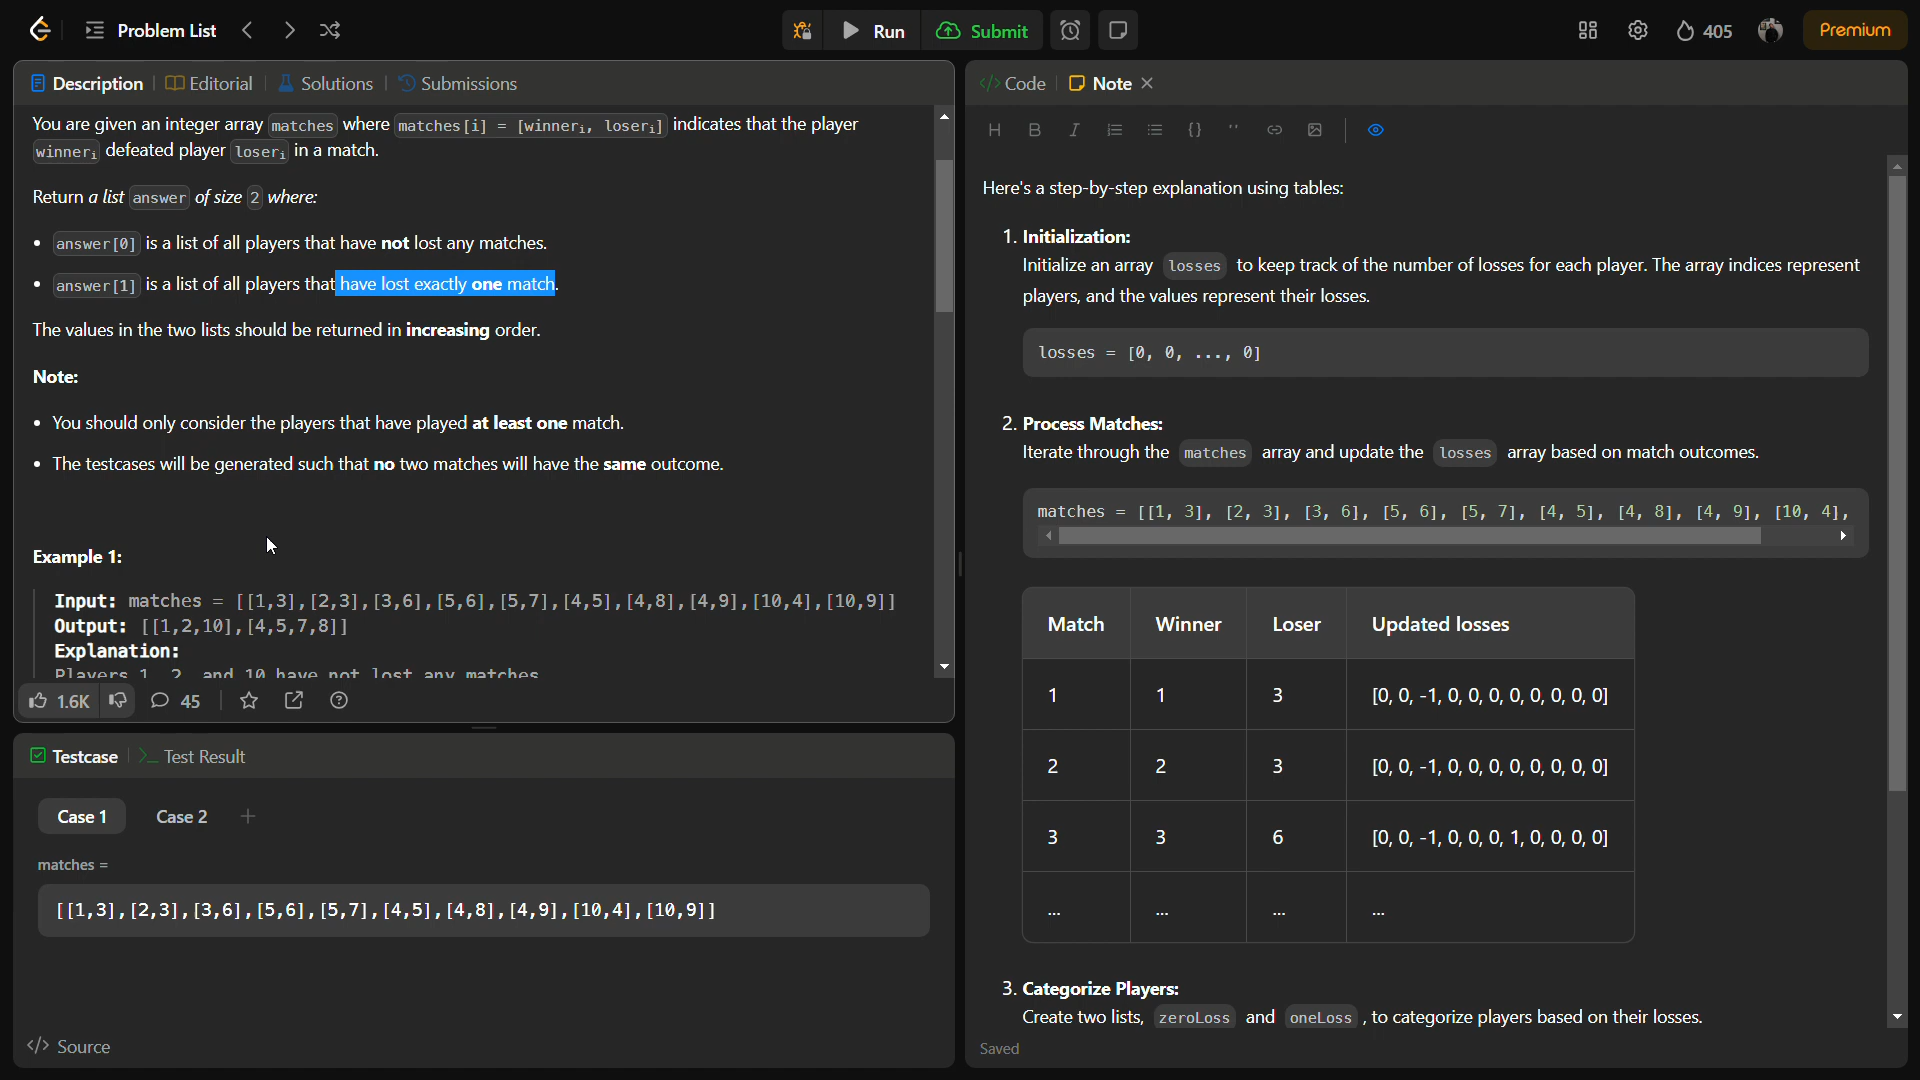 Problem List
Run
Submit
405
Premium
Description
Editorial
Solutions
Submissions
You are given an integer array matches where matches[i] = [winnerᵢ, loserᵢ] indicates that the player
winnerᵢ defeated player loserᵢ in a match.
Return a list answer of size 2 where:
• answer[0] is a list of all players that have not lost any matches.
• answer[1] is a list of all players that have lost exactly one match.
The values in the two lists should be returned in increasing order.
Note:
• You should only consider the players that have played at least one match.
• The testcases will be generated such that no two matches will have the same outcome.
Example 1:
Input: matches = [[1,3],[2,3],[3,6],[5,6],[5,7],[4,5],[4,8],[4,9],[10,4],[10,9]]
Output: [[1,2,10],[4,5,7,8]]
Explanation:
Players 1, 2, and 10 have not lost any matches.
1.6K
45
Testcase
Test Result
Case 1
Case 2
matches =
[[1,3],[2,3],[3,6],[5,6],[5,7],[4,5],[4,8],[4,9],[10,4],[10,9]]
Source
Code
Note
Here's a step-by-step explanation using tables:
1. Initialization:
Initialize an array losses to keep track of the number of losses for each player. The array indices represent
players, and the values represent their losses.
losses = [0, 0, ..., 0]
2. Process Matches:
Iterate through the matches array and update the losses array based on match outcomes.
matches = [[1, 3], [2, 3], [3, 6], [5, 6], [5, 7], [4, 5], [4, 8], [4, 9], [10, 4],
Match Winner Loser Updated losses
1 1 3 [0, 0, -1, 0, 0, 0, 0, 0, 0, 0, 0]
2 2 3 [0, 0, -1, 0, 0, 0, 0, 0, 0, 0, 0]
3 3 6 [0, 0, -1, 0, 0, 0, 1, 0, 0, 0, 0]
... ... ... ...
3. Categorize Players:
Create two lists, zeroLoss and oneLoss , to categorize players based on their losses.
Saved